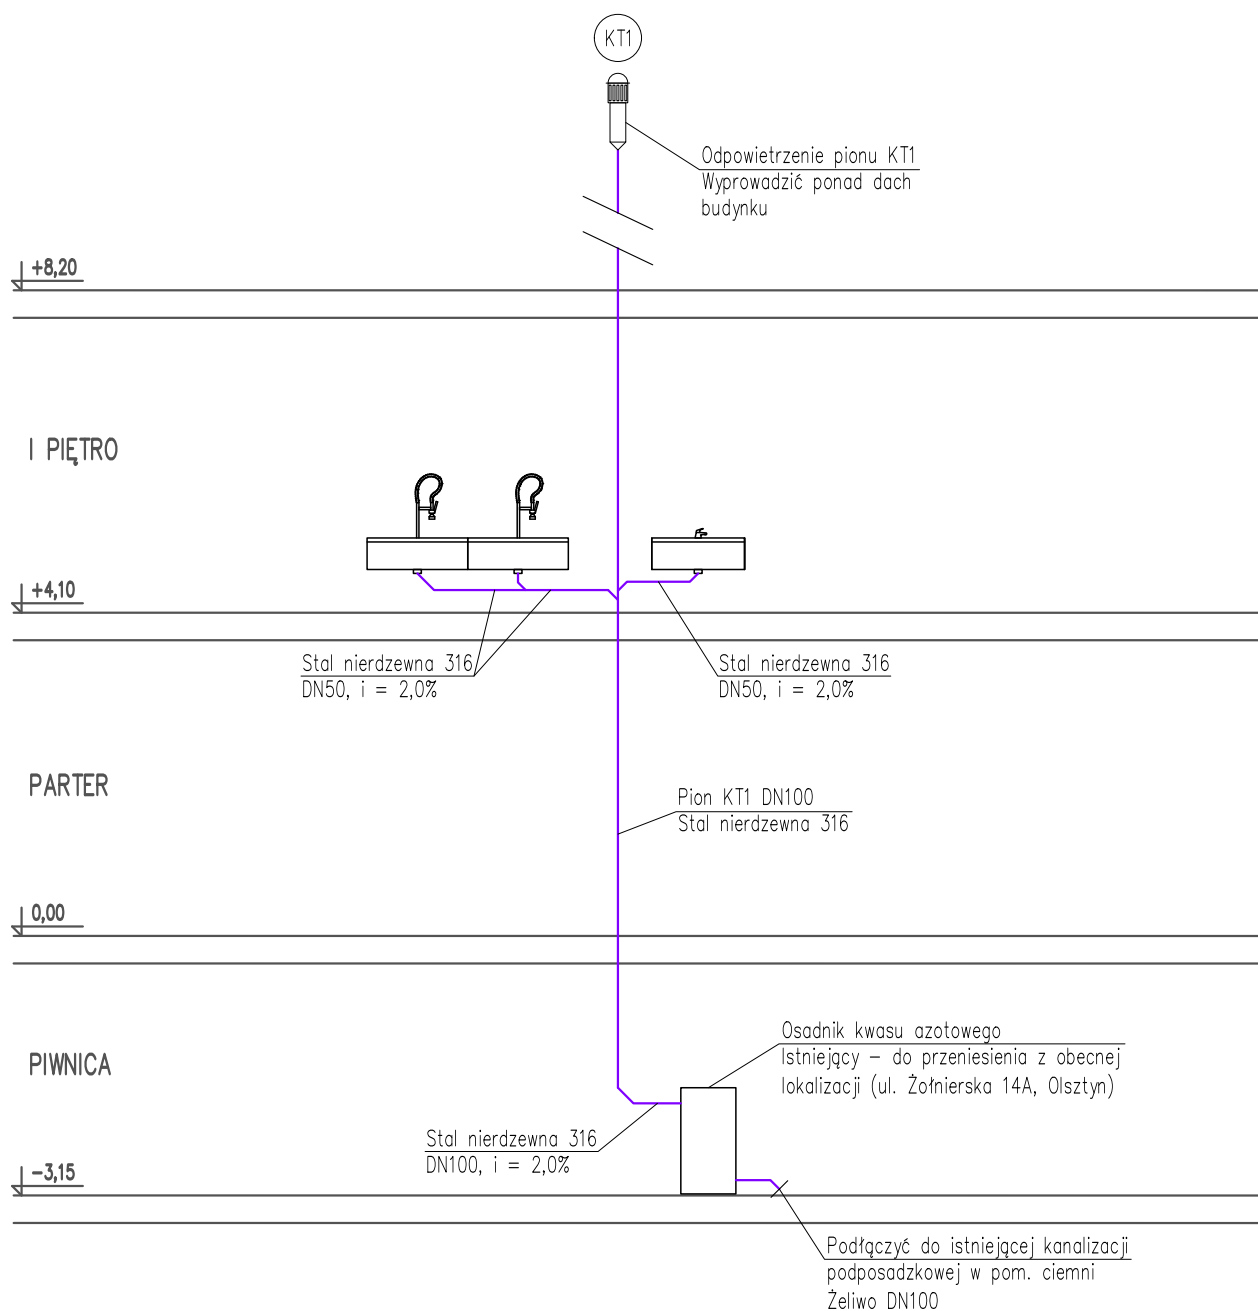 KT1
Odpowietrzenie pionu KT1
Wyprowadzić ponad dach
budynku
+8,20
I PIĘTRO
+4,10
Stal nierdzewna 316
DN50, i = 2,0%
Stal nierdzewna 316
DN50, i = 2,0%
PARTER
Pion KT1 DN100
Stal nierdzewna 316
0,00
Osadnik kwasu azotowego
Istniejący – do przeniesienia z obecnej
lokalizacji (ul. Żołnierska 14A, Olsztyn)
PIWNICA
Stal nierdzewna 316
DN100, i = 2,0%
-3,15
Podłączyć do istniejącej kanalizacji
podposadzkowej w pom. ciemni
Żeliwo DN100